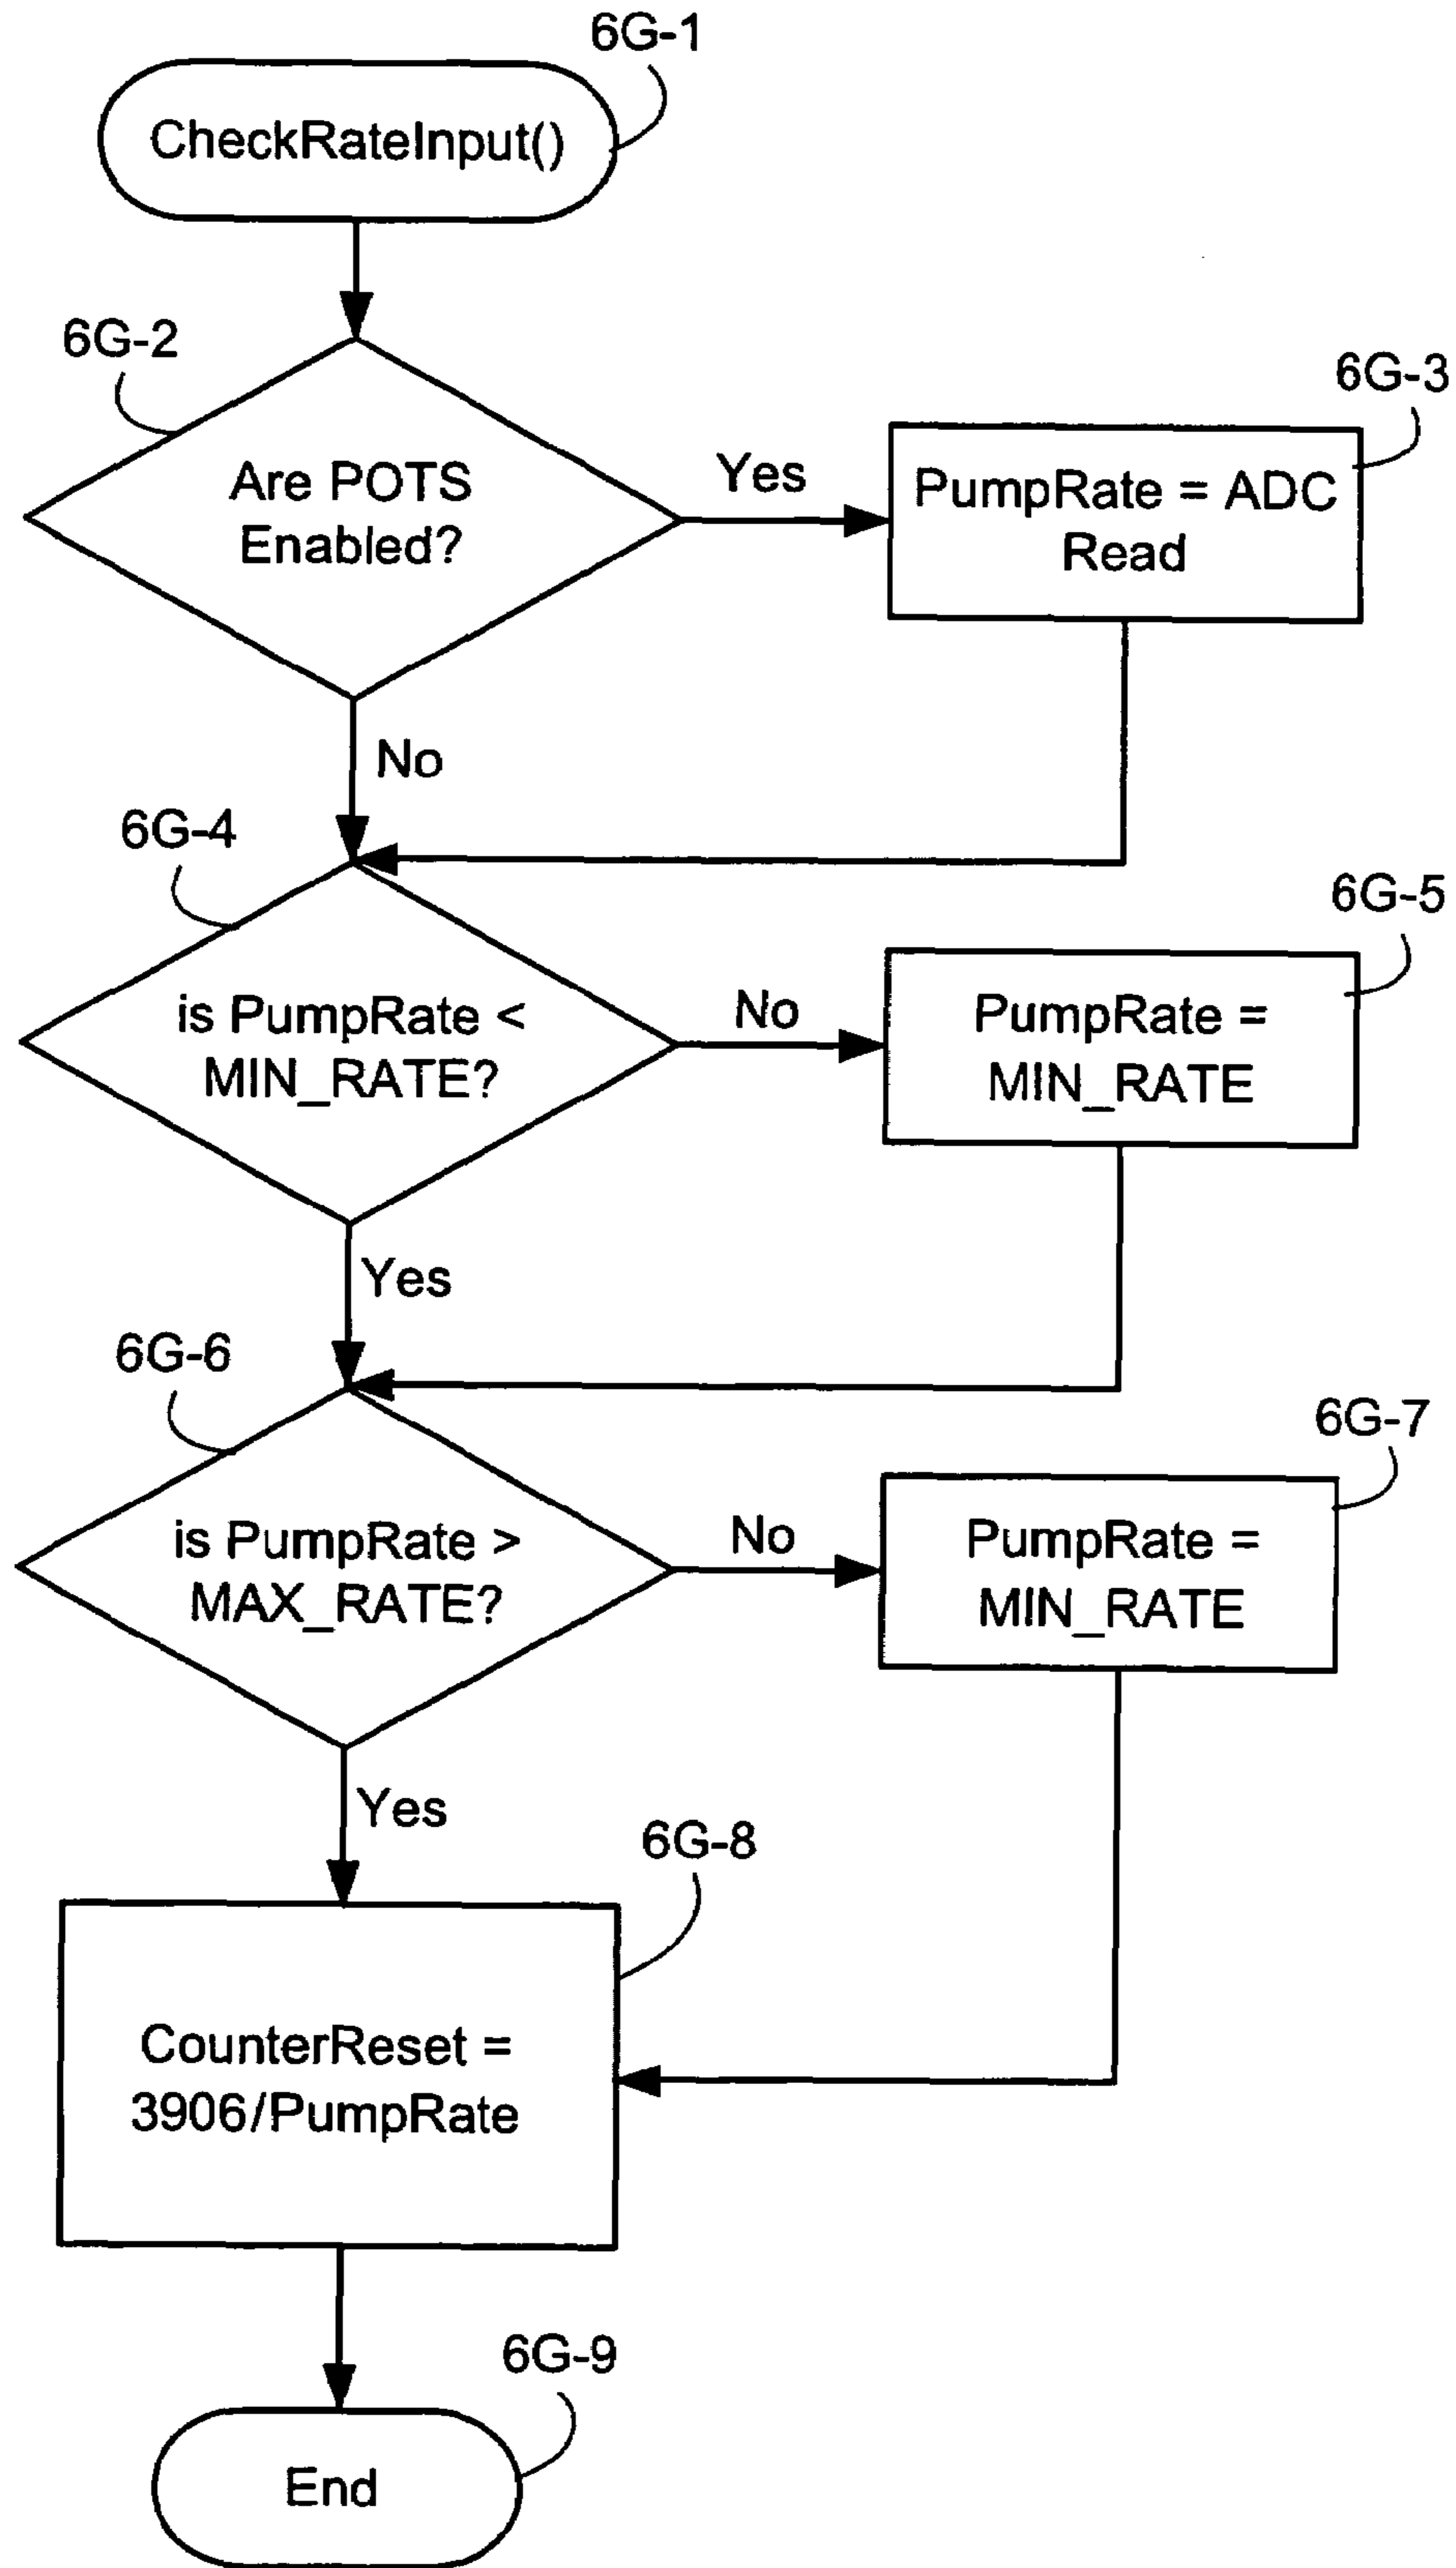 6G-1
CheckRateInput()
6G-2
Are POTS
Enabled?
Yes
6G-3
PumpRate = ADC
Read
No
6G-4
is PumpRate <
MIN_RATE?
No
6G-5
PumpRate =
MIN_RATE
Yes
6G-6
is PumpRate >
MAX_RATE?
No
6G-7
PumpRate =
MIN_RATE
Yes
6G-8
CounterReset =
3906/PumpRate
6G-9
End